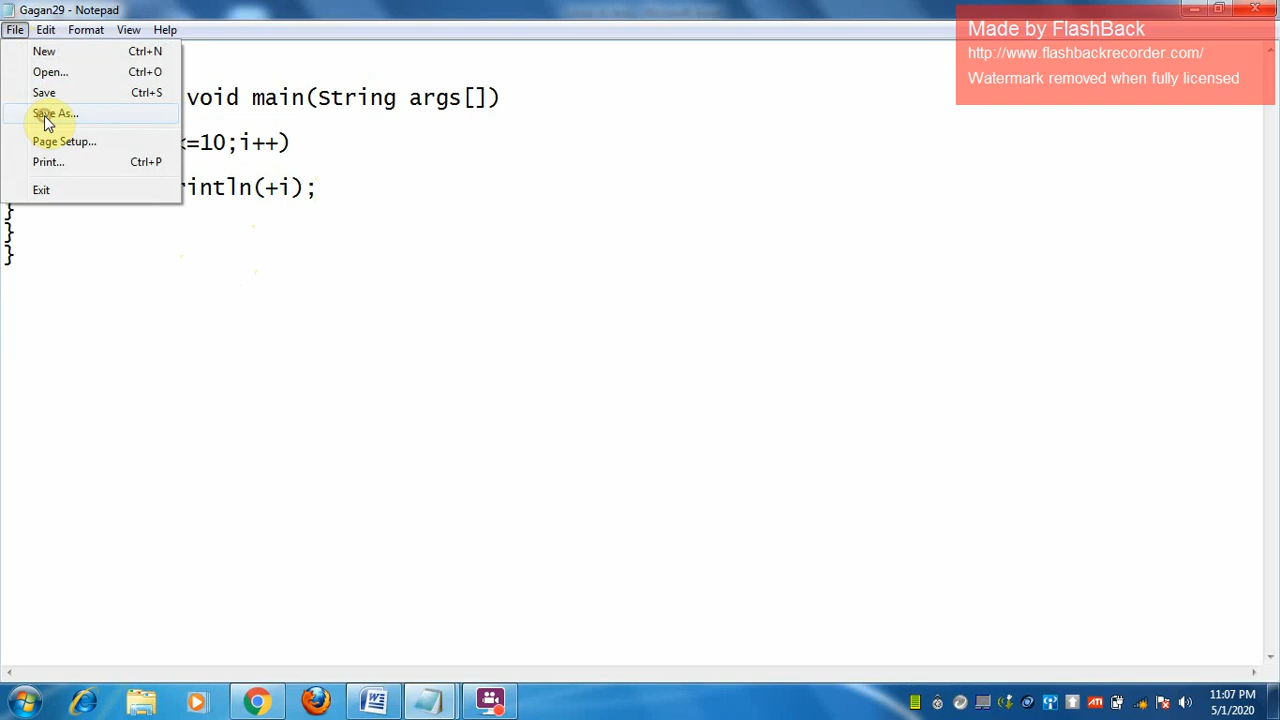 Gagan29 - Notepad
File Edit Format View Help
New Ctrl+N
Open... Ctrl+O
Save Ctrl+S
Save As...
Page Setup...
Print... Ctrl+P
Exit
void main(String args[])
<=10;i++)
rintln(+i);
}
}
}
Made by FlashBack
http://www.flashbackrecorder.com/
Watermark removed when fully licensed
W
ATI
11:07 PM
5/1/2020